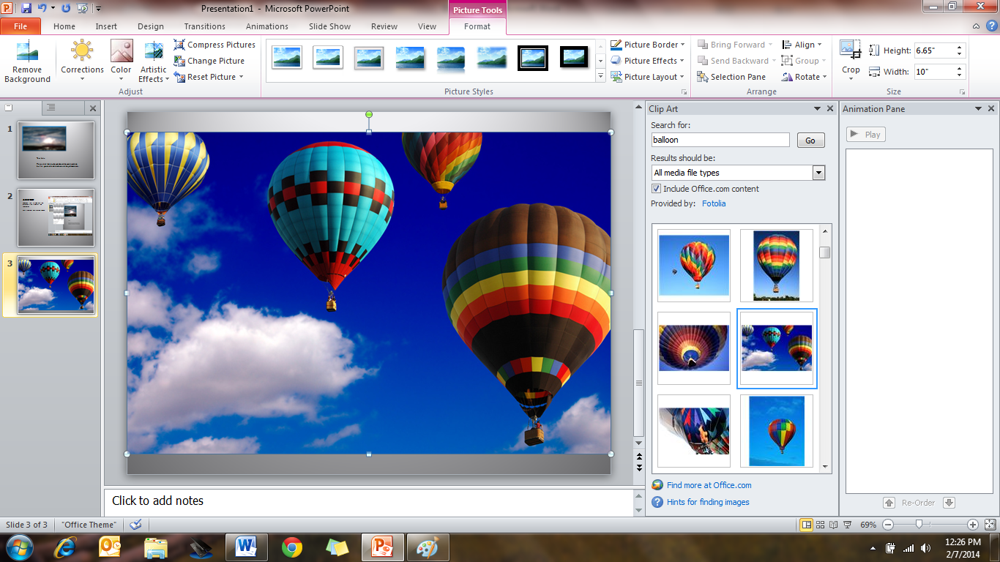 Presentation1 - Microsoft PowerPoint
Picture Tools
File Home Insert Design Transitions Animations Slide Show Review View Format
Remove Background
Corrections
Color
Artistic Effects
Compress Pictures
Change Picture
Reset Picture
Adjust
Picture Styles
Picture Border
Picture Effects
Picture Layout
Bring Forward
Send Backward
Selection Pane
Align
Group
Rotate
Arrange
Crop
Height: 6.65"
Width: 10"
Size
1
2
3
Click to add notes
Clip Art
Search for:
balloon
Go
Results should be:
All media file types
Include Office.com content
Provided by: Fotolia
Find more at Office.com
Hints for finding images
Animation Pane
Play
Re-Order
Slide 3 of 3
"Office Theme"
69%
12:26 PM
2/7/2014